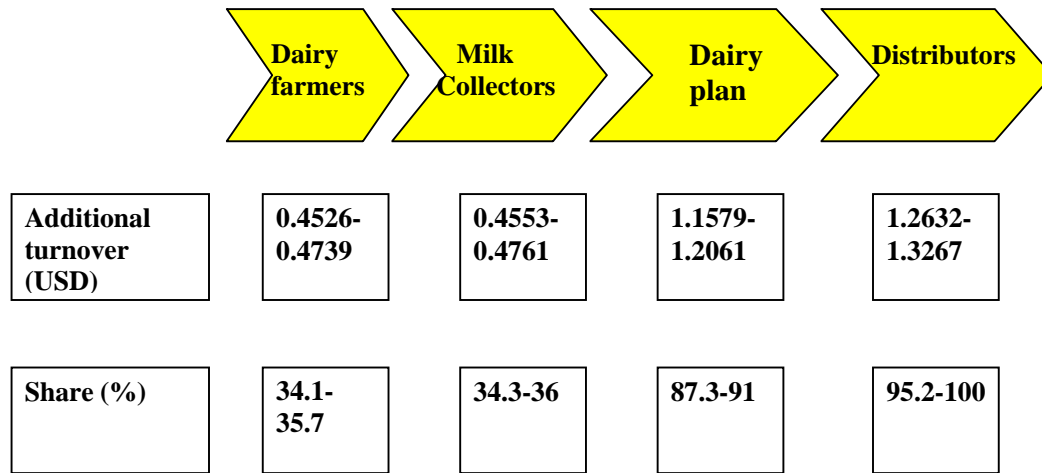 Dairy
farmers
Milk
Collectors
Dairy
plan
Distributors
Additional
turnover
(USD)
0.4526-
0.4739
0.4553-
0.4761
1.1579-
1.2061
1.2632-
1.3267
Share (%)
34.1-
35.7
34.3-36
87.3-91
95.2-100